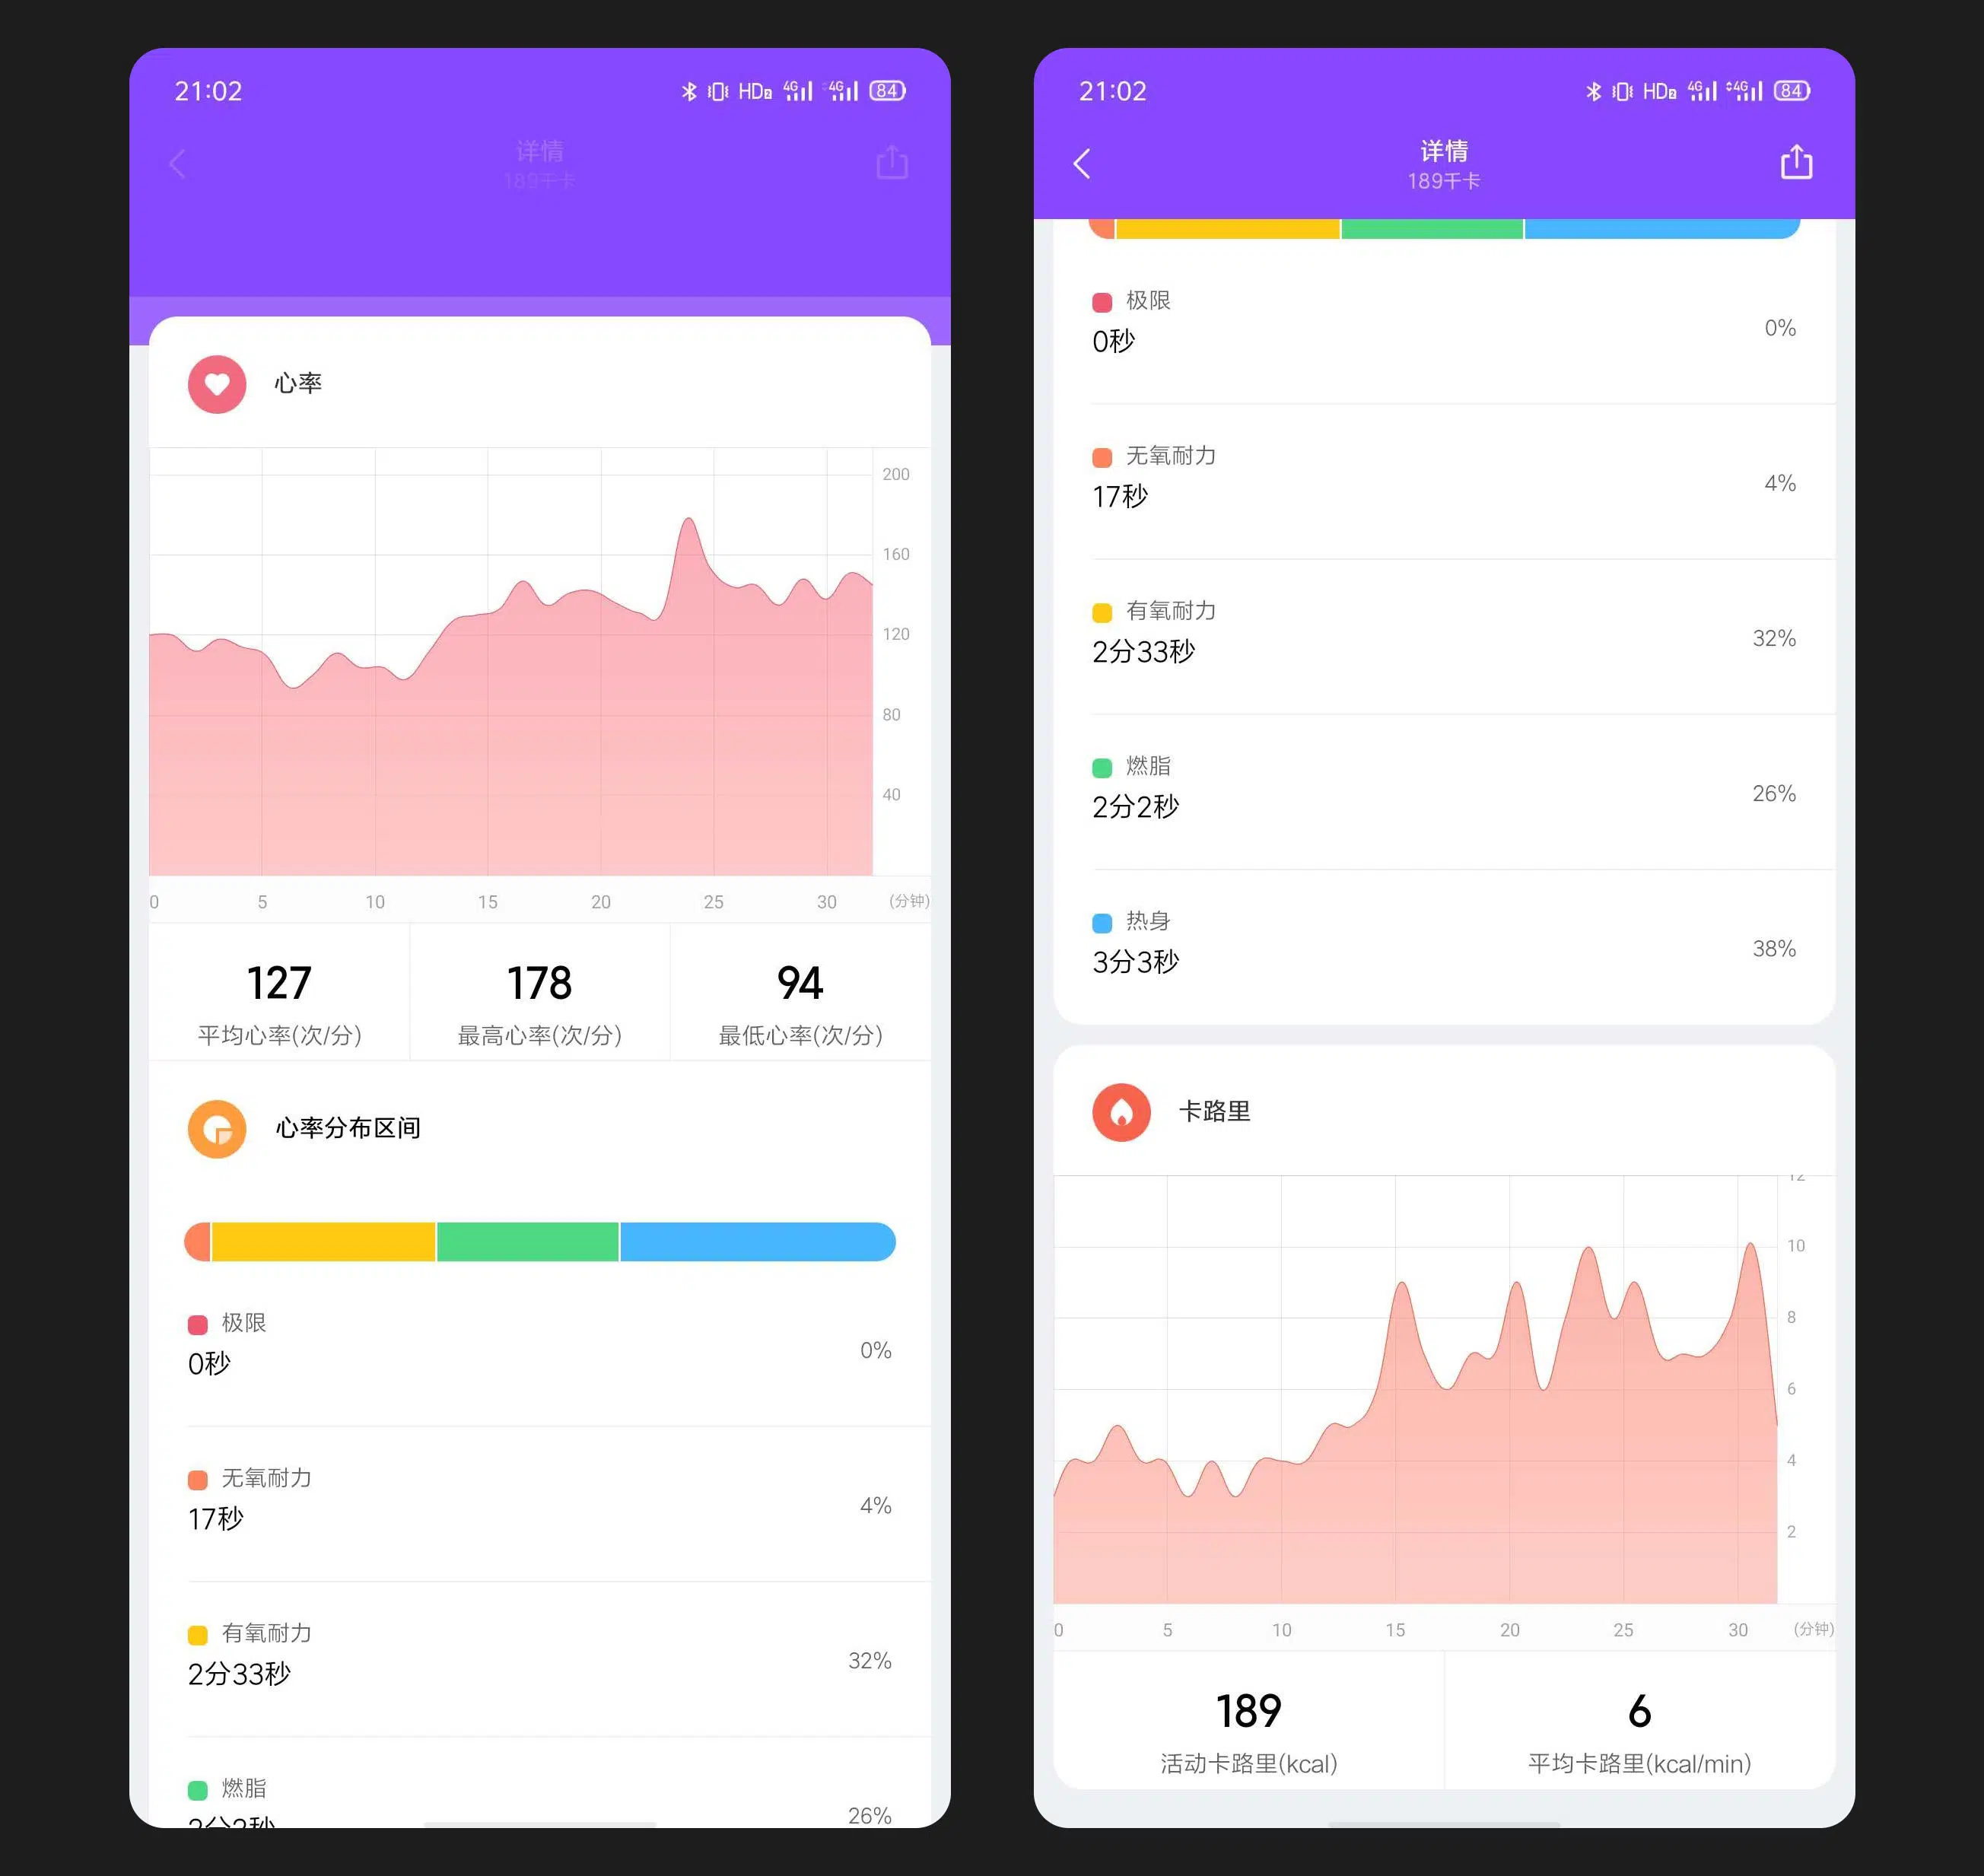 21:02
HD2 4G 4G 84
详情
189千卡
心率
200
160
120
80
40
0 5 10 15 20 25 30 (分钟)
127 178 94
平均心率(次/分) 最高心率(次/分) 最低心率(次/分)
心率分布区间
极限
0秒
0%
无氧耐力
17秒
4%
有氧耐力
2分33秒
32%
燃脂
2分2秒
26%
21:02
HD2 4G 4G 84
详情
189千卡
极限
0秒
0%
无氧耐力
17秒
4%
有氧耐力
2分33秒
32%
燃脂
2分2秒
26%
热身
3分3秒
38%
卡路里
12
10
8
6
4
2
0 5 10 15 20 25 30 (分钟)
189 6
活动卡路里(kcal) 平均卡路里(kcal/min)